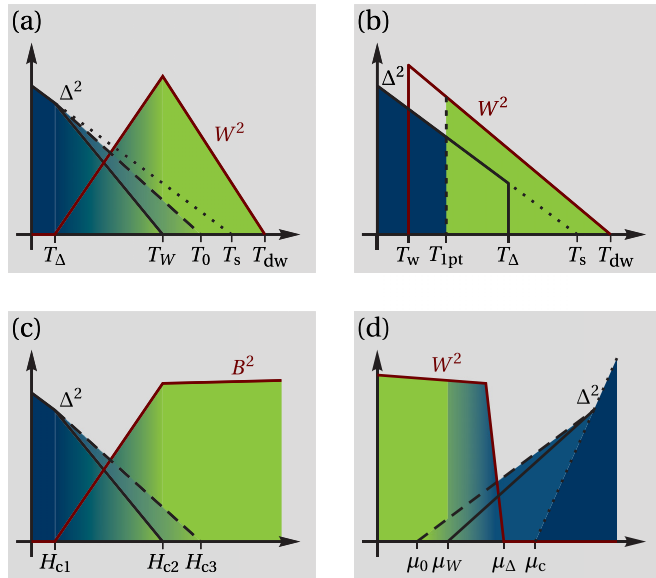 (a)
Δ²
W²
T_Δ T_W T_0 T_s T_dw
(b)
Δ²
W²
T_w T_1pt T_Δ T_s T_dw
(c)
Δ²
B²
H_c1 H_c2 H_c3
(d)
W²
Δ²
μ_0 μ_W μ_Δ μ_c